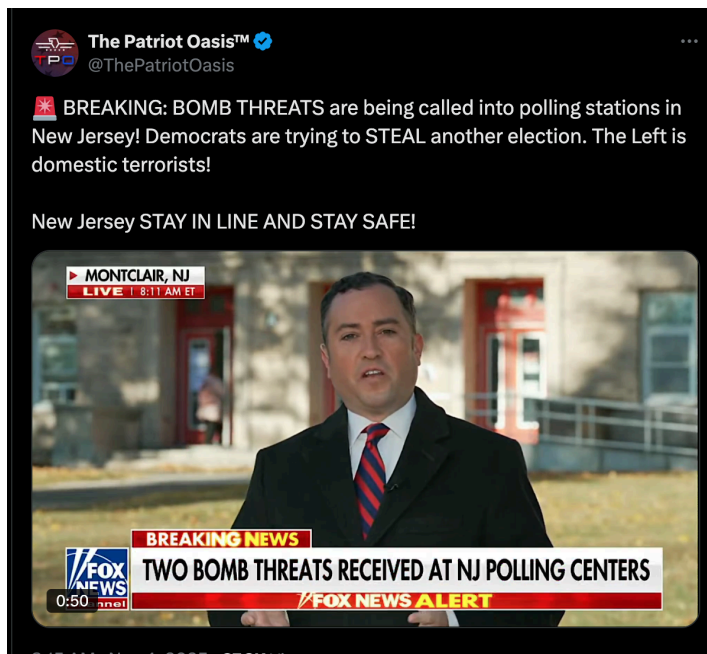 The Patriot Oasis™
@ThePatriotOasis
TPO
🚨 BREAKING: BOMB THREATS are being called into polling stations in
New Jersey! Democrats are trying to STEAL another election. The Left is
domestic terrorists!
New Jersey STAY IN LINE AND STAY SAFE!
MONTCLAIR, NJ
LIVE | 8:11 AM ET
BREAKING NEWS
FOX
NEWS
nnel
TWO BOMB THREATS RECEIVED AT NJ POLLING CENTERS
0:50
FOX NEWS ALERT